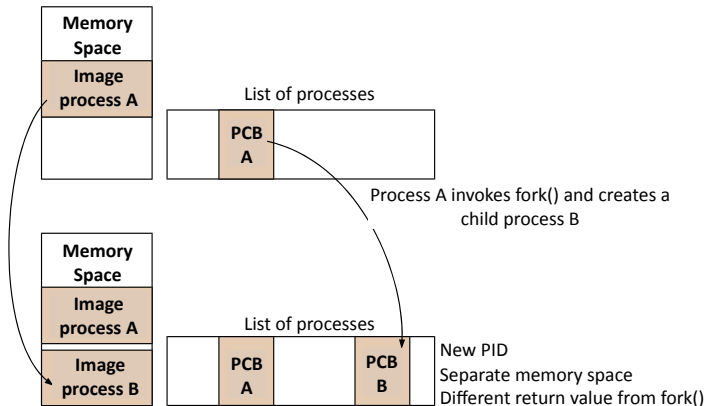 Memory
Space
Image
process A
List of processes
PCB
A
Process A invokes fork() and creates a
child process B
Memory
Space
Image
process A
Image
process B
List of processes
PCB
A
PCB
B
New PID
Separate memory space
Different return value from fork()